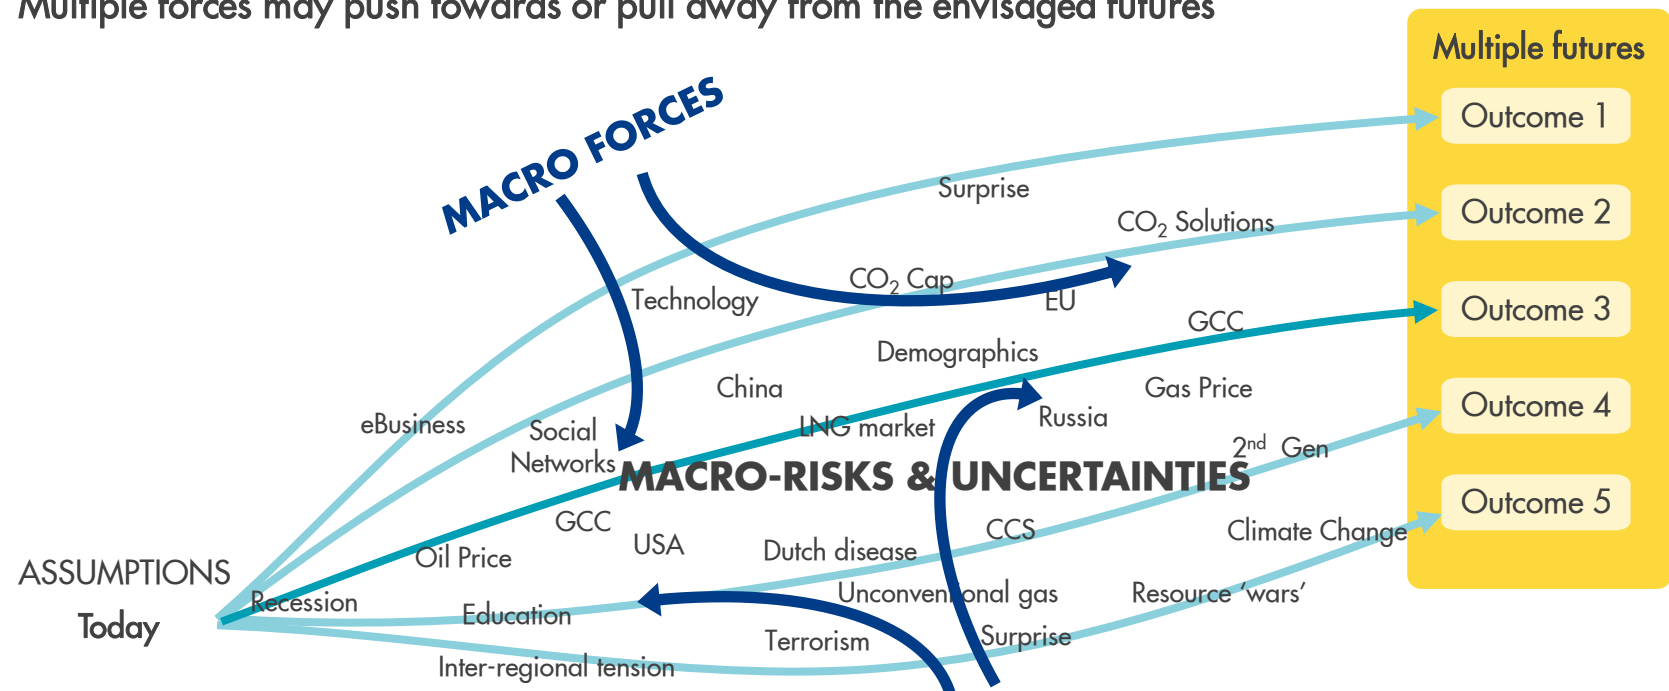 Multiple forces may push towards or pull away from the envisaged futures
Multiple futures
Outcome 1
Outcome 2
Outcome 3
Outcome 4
Outcome 5
MACRO FORCES
Surprise
CO₂ Solutions
CO₂ Cap
Technology
EU
GCC
Demographics
China
Gas Price
eBusiness
Social
Networks
LNG market
Russia
2nd Gen
MACRO-RISKS & UNCERTAINTIES
GCC
USA
CCS
Climate Change
Oil Price
Dutch disease
ASSUMPTIONS
Today
Recession
Education
Unconventional gas
Resource ‘wars’
Terrorism
Surprise
Inter-regional tension